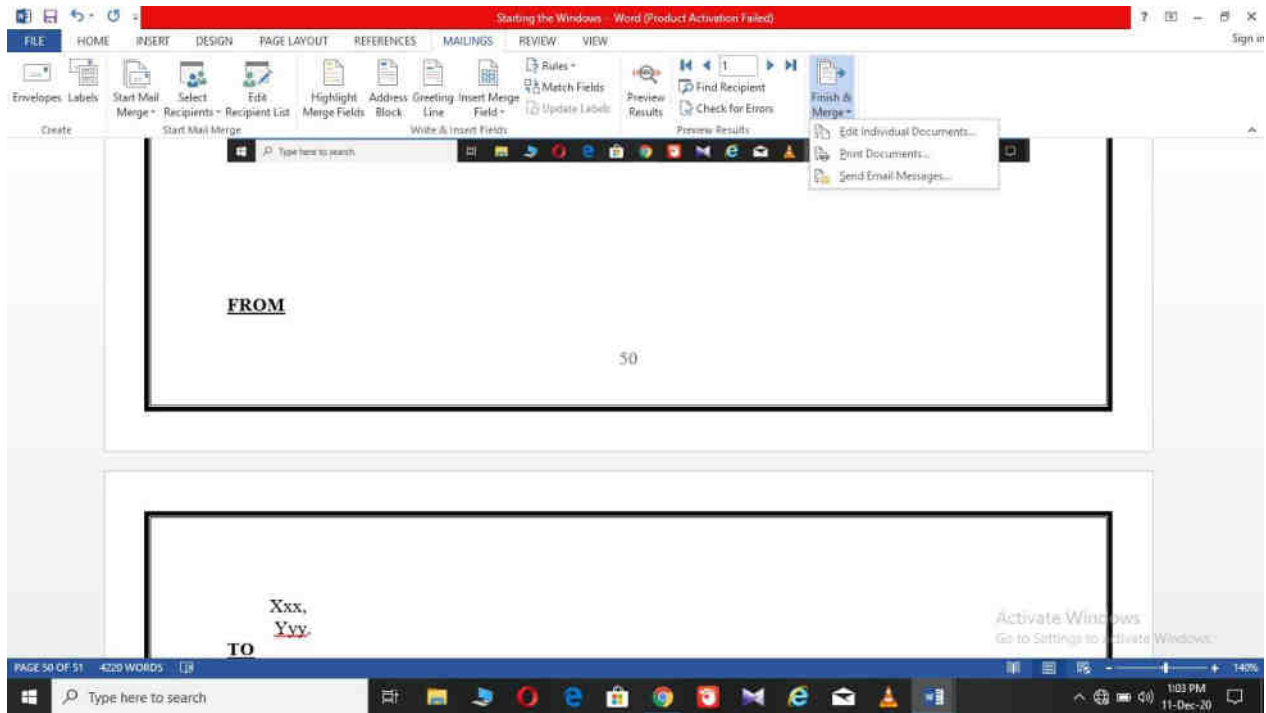 Starting the Windows - Word (Product Activation Failed)
FILE HOME INSERT DESIGN PAGE LAYOUT REFERENCES MAILINGS REVIEW VIEW Sign in
Envelopes Labels
Start Mail Merge Select Recipients Edit Recipient List
Highlight Merge Fields Address Block Greeting Line Insert Merge Field
Rules
Match Fields
Update Labels
Preview Results
1
Find Recipient
Check for Errors
Finish & Merge
Create Start Mail Merge Write & Insert Fields Preview Results
Edit Individual Documents...
Print Documents...
Send Email Messages...
Type here to search
FROM
50
Xxx,
Yyy.
TO
Activate Windows
Go to Settings to activate Windows.
PAGE 50 OF 51 4220 WORDS 140%
Type here to search
1:03 PM
11-Dec-20